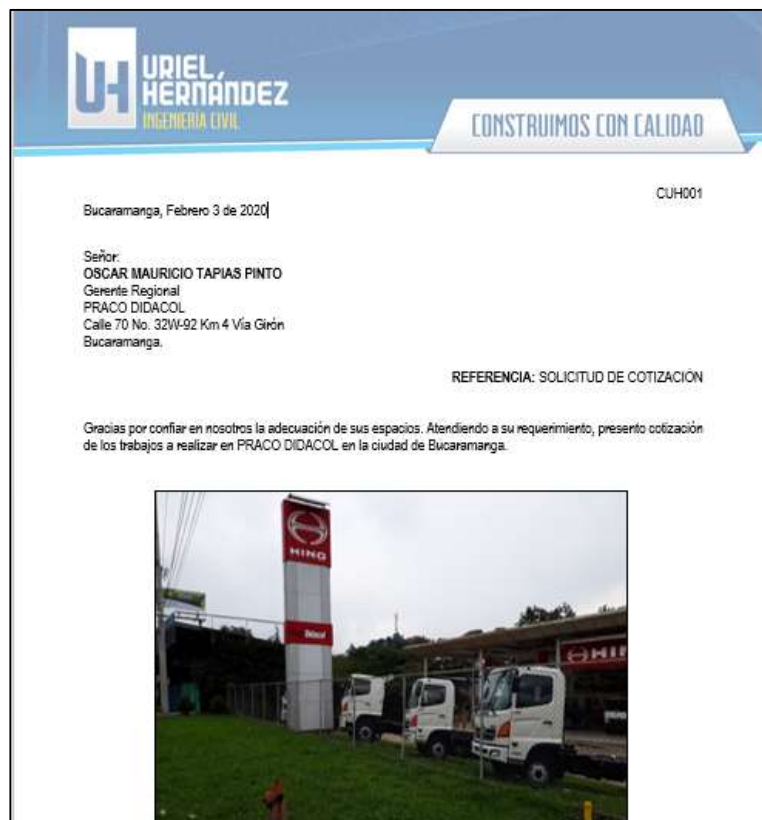 UH
URIEL
HERNÁNDEZ
INGENIERÍA CIVIL
CONSTRUIMOS CON CALIDAD
CUH001
Bucaramanga, Febrero 3 de 2020
Señor:
OSCAR MAURICIO TAPIAS PINTO
Gerente Regional
PRACO DIDACOL
Calle 70 No. 32W-92 Km 4 Vía Girón
Bucaramanga.
REFERENCIA: SOLICITUD DE COTIZACIÓN
Gracias por confiar en nosotros la adecuación de sus espacios. Atendiendo a su requerimiento, presento cotización
de los trabajos a realizar en PRACO DIDACOL en la ciudad de Bucaramanga.
HINO
Didacol